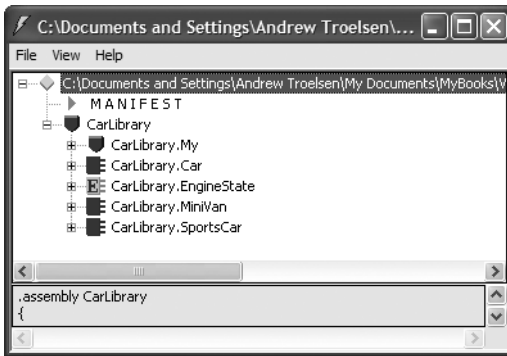 C:\Documents and Settings\Andrew Troelsen\...
File View Help
C:\Documents and Settings\Andrew Troelsen\My Documents\MyBooks\V
MANIFEST
CarLibrary
CarLibrary.My
CarLibrary.Car
E CarLibrary.EngineState
CarLibrary.MiniVan
CarLibrary.SportsCar
.assembly CarLibrary
{